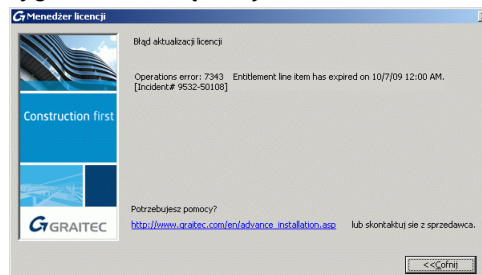 Menedżer licencji
Błąd aktualizacji licencji
Operations error: 7343 Entitlement line item has expired on 10/7/09 12:00 AM.
[Incident# 9532-50108]
Construction first
GRAITEC
Potrzebujesz pomocy?
http://www.graitec.com/en/advance_installation.asp lub skontaktuj sie z sprzedawca.
<<Cofnij